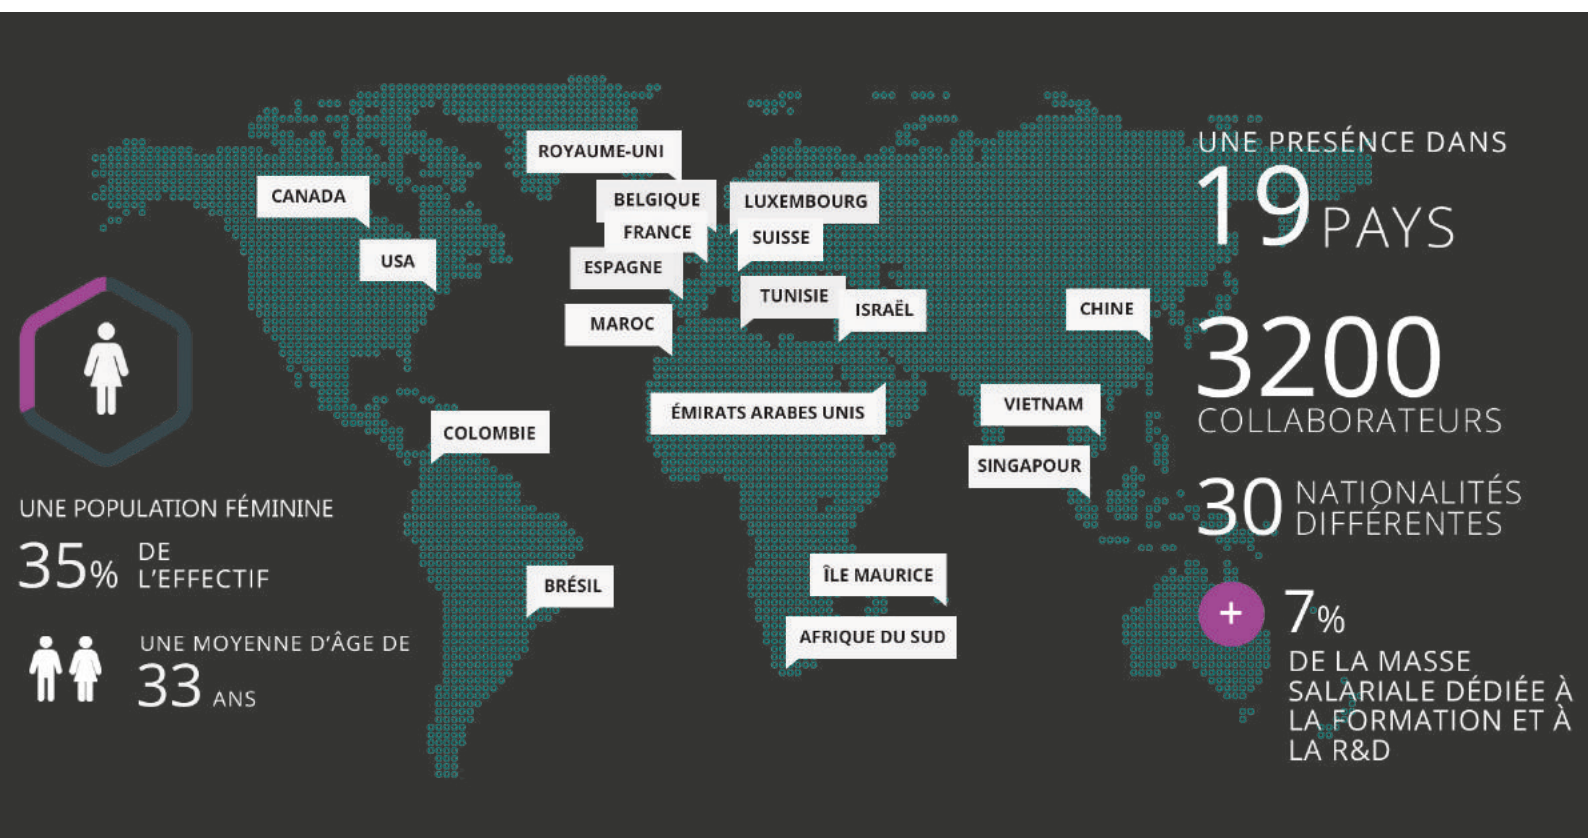 ROYAUME-UNI
CANADA
BELGIQUE
LUXEMBOURG
FRANCE
SUISSE
USA
ESPAGNE
TUNISIE
ISRAËL
MAROC
CHINE
ÉMIRATS ARABES UNIS
VIETNAM
COLOMBIE
SINGAPOUR
BRÉSIL
ÎLE MAURICE
AFRIQUE DU SUD
UNE POPULATION FÉMININE
35% DE
L'EFFECTIF
UNE MOYENNE D'ÂGE DE
33 ANS
UNE PRESÉNCE DANS
19 PAYS
3200
COLLABORATEURS
30 NATIONALITÉS
DIFFÉRENTES
+ 7%
DE LA MASSE
SALARIALE DÉDIÉE À
LA FORMATION ET À
LA R&D